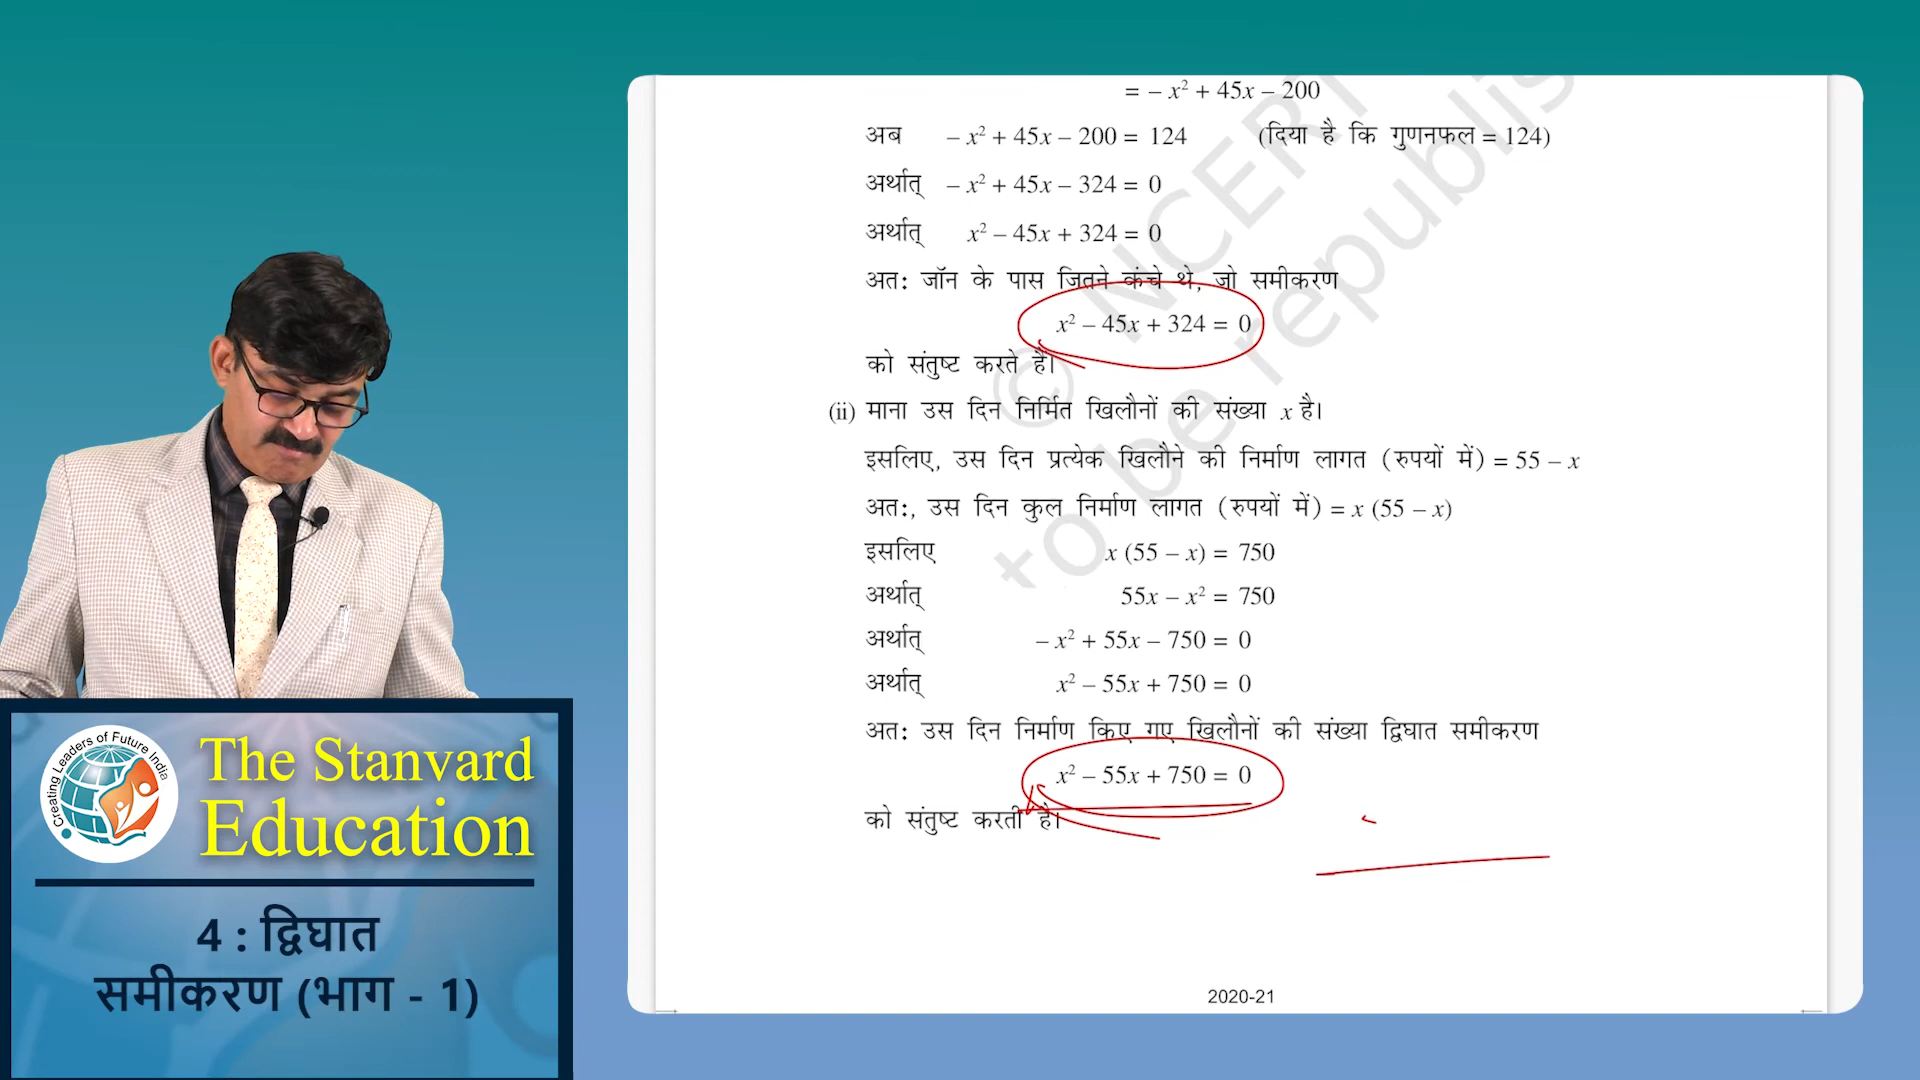 = – x² + 45x – 200
अब – x² + 45x – 200 = 124 (दिया है कि गुणनफल = 124)
अर्थात् – x² + 45x – 324 = 0
अर्थात् x² – 45x + 324 = 0
अतः जॉन के पास जितने कंचे थे, जो समीकरण
x² – 45x + 324 = 0
को संतुष्ट करते हैं।
(ii) माना उस दिन निर्मित खिलौनों की संख्या x है।
इसलिए, उस दिन प्रत्येक खिलौने की निर्माण लागत (रुपयों में) = 55 – x
अतः, उस दिन कुल निर्माण लागत (रुपयों में) = x (55 – x)
इसलिए x (55 – x) = 750
अर्थात् 55x – x² = 750
अर्थात् – x² + 55x – 750 = 0
अर्थात् x² – 55x + 750 = 0
अतः उस दिन निर्माण किए गए खिलौनों की संख्या द्विघात समीकरण
x² – 55x + 750 = 0
को संतुष्ट करती है।
2020-21
© NCERT
to be republis
Creating Leaders of Future India
The Stanvard
Education
4 : द्विघात
समीकरण (भाग - 1)